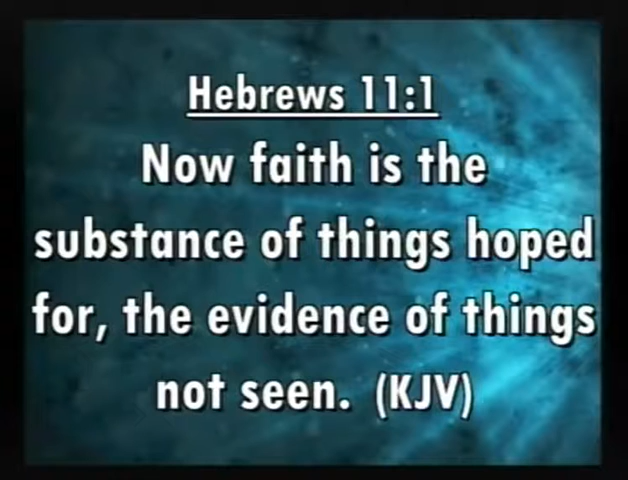 Hebrews 11:1
Now faith is the
substance of things hoped
for, the evidence of things
not seen. (KJV)